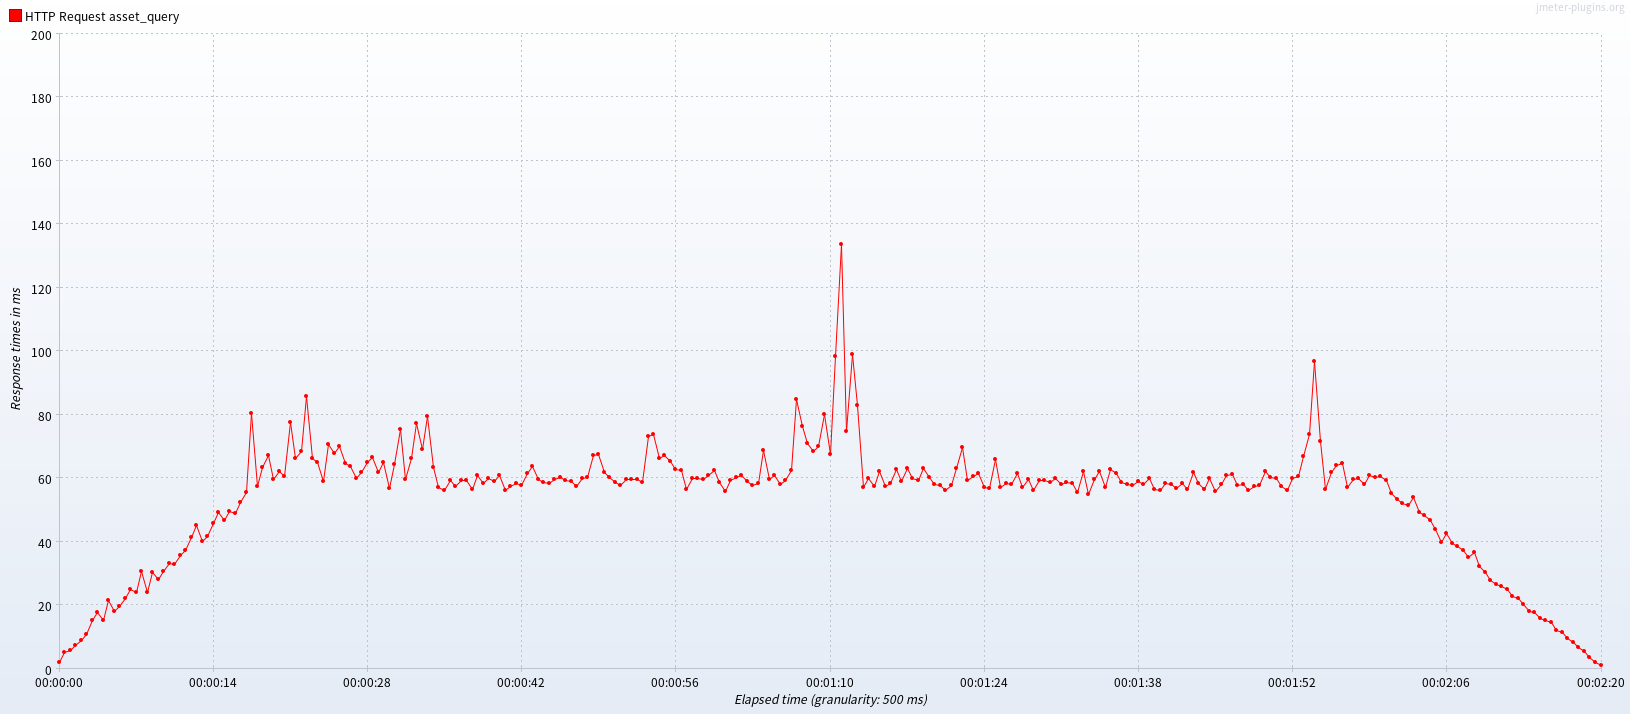 HTTP Request asset_query
jmeter-plugins.org
200
180
160
140
120
100
80
60
40
20
0
Response times in ms
00:00:00 00:00:14 00:00:28 00:00:42 00:00:56 00:01:10 00:01:24 00:01:38 00:01:52 00:02:06 00:02:20
Elapsed time (granularity: 500 ms)